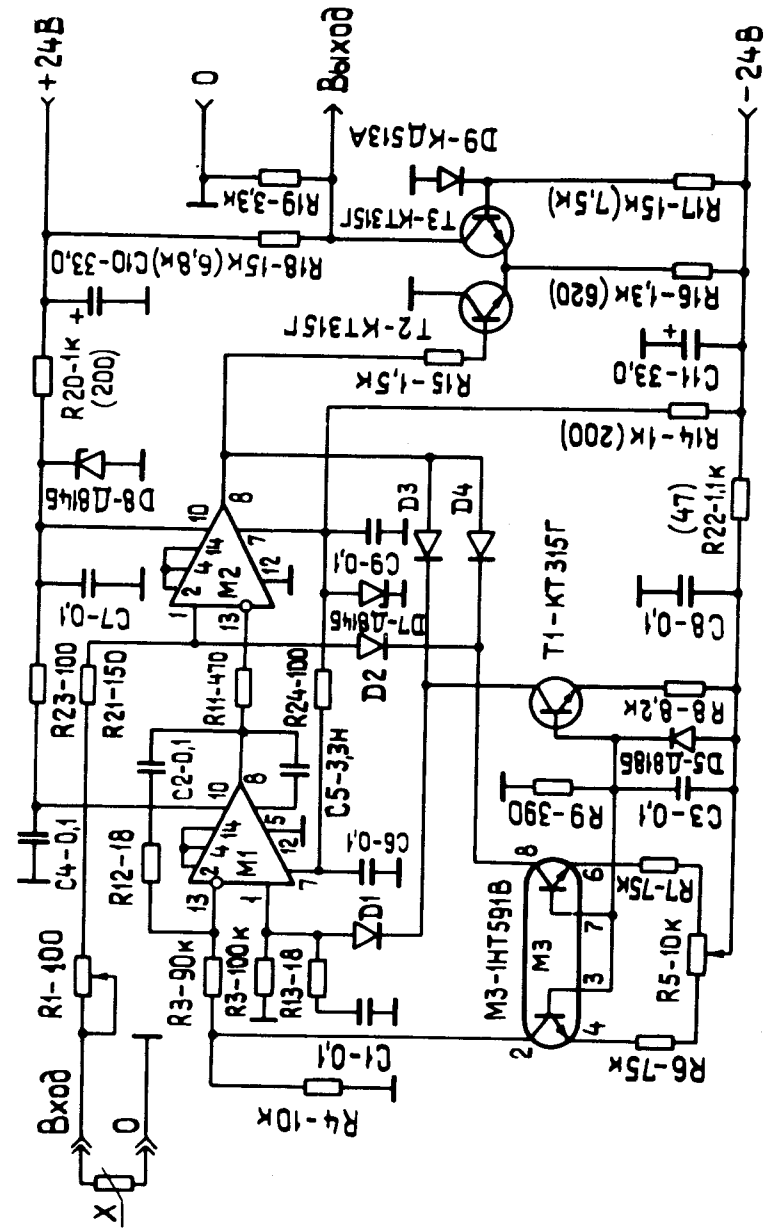 +24В
0
Выход
D9-КД513А
-24В
R19-3,3к
R18-15к(6,8к)
C10-33,0
+
T3-КТ315Г
R17-15к(7,5к)
T2-КТ315Г
R16-1,3к(620)
R20-1к
(200)
R15-1,5к
+
C11-33,0
R14-1к(200)
D8-Д814Б
10
8
D3
D4
(47)
R22-1,1к
14
4
2
M2
7
12
C9-0,1
C7-0,1
1
13
D7-Д814Б
D2
T1-КТ315Г
C8-0,1
R23-100
R21-150
R11-470
R24-100
R8-8,2к
D5-Д818Б
C2-0,1
C5-3,3н
10
8
14
4
2
M1
5
12
7
C6-0,1
R9-390
C3-0,1
C4-0,1
R12-18
13
1
D1
8
6
7
R7-75к
R1-100
R3-90к
R3-100к
R13-18
M3-1НТ591В
M3
3
R5-10к
2
4
R6-75к
C1-0,1
R4-10к
Вход
0
X